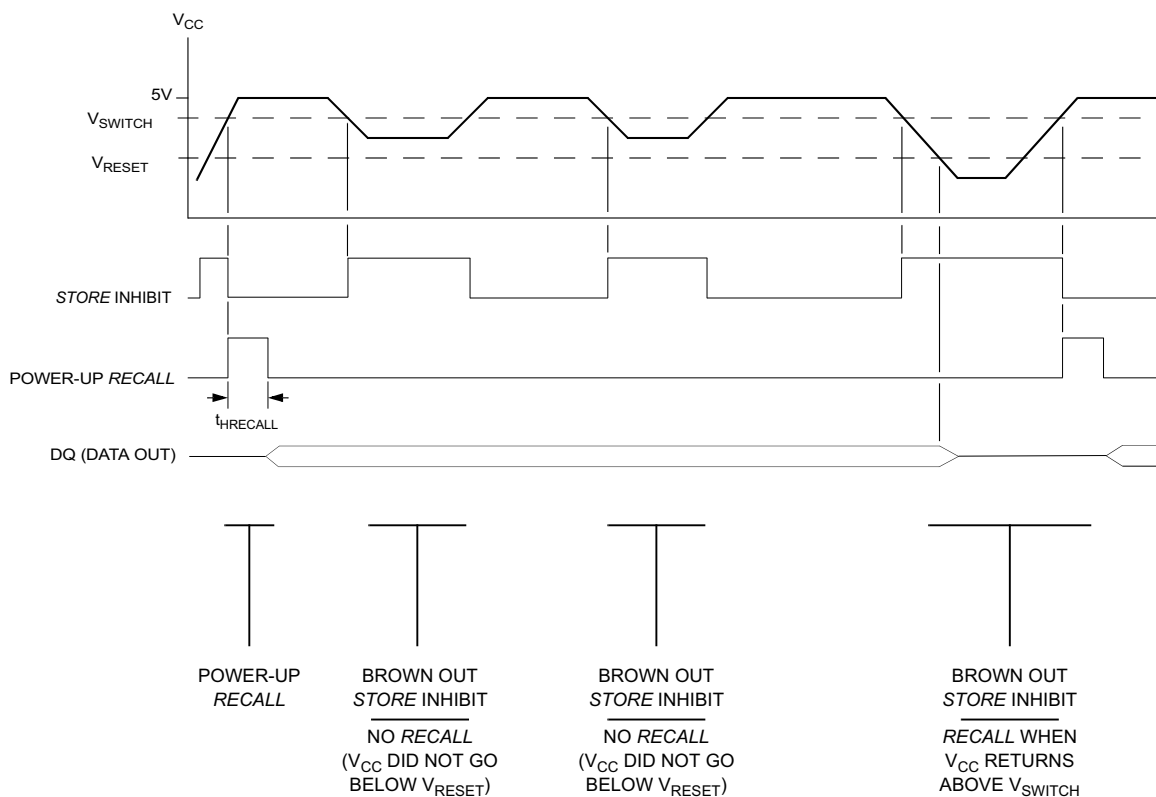 VCC
5V
VSWITCH
VRESET
STORE INHIBIT
POWER-UP RECALL
tHRECALL
DQ (DATA OUT)
POWER-UP
RECALL
BROWN OUT
STORE INHIBIT
NO RECALL
(VCC DID NOT GO
BELOW VRESET)
BROWN OUT
STORE INHIBIT
NO RECALL
(VCC DID NOT GO
BELOW VRESET)
BROWN OUT
STORE INHIBIT
RECALL WHEN
VCC RETURNS
ABOVE VSWITCH